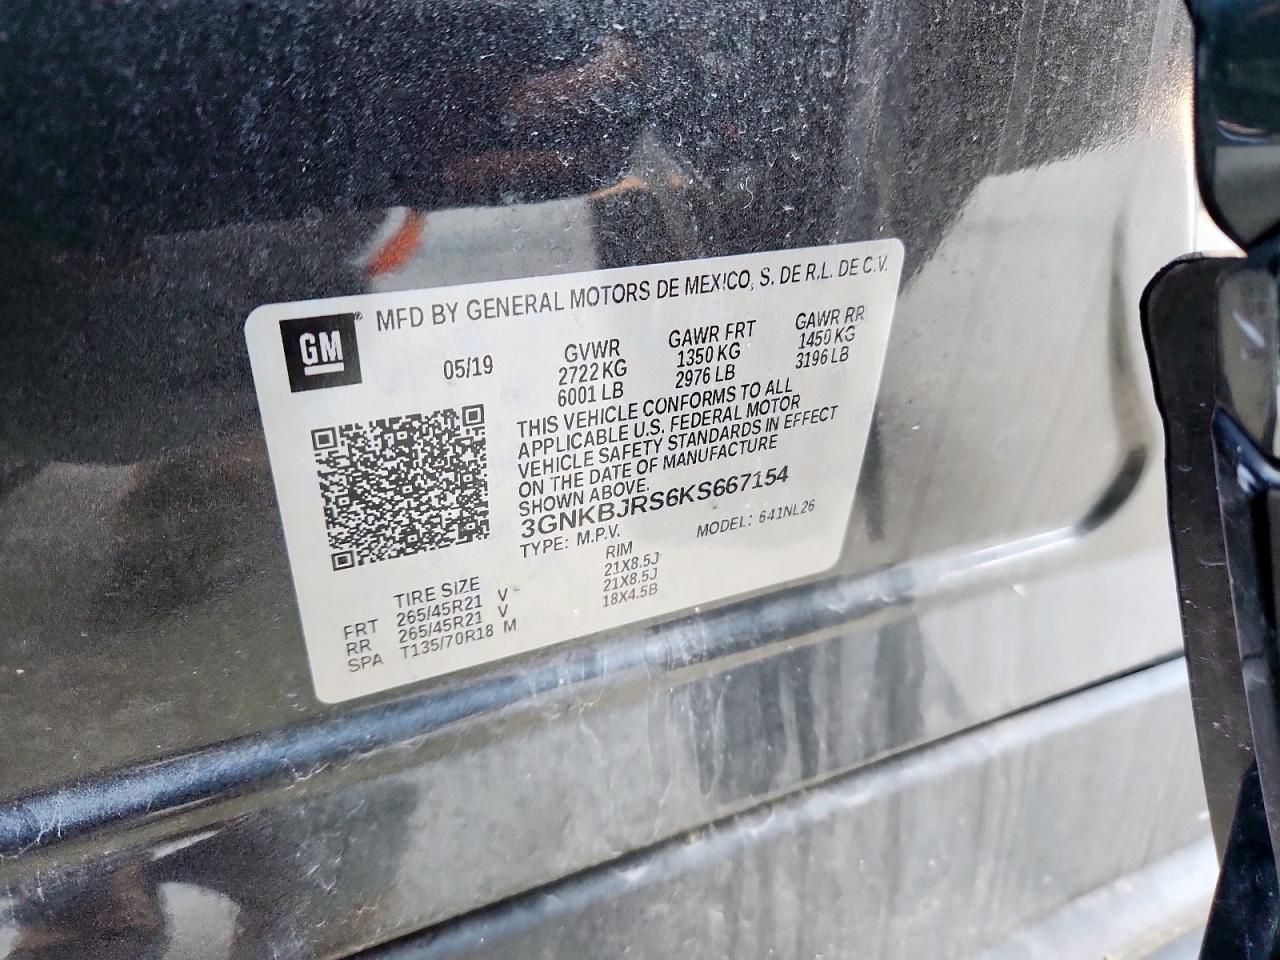 MFD BY GENERAL MOTORS DE MEXICO, S. DE R.L. DE C.V.
GM®
05/19
GVWR GAWR FRT GAWR RR
2722 KG 1350 KG 1450 KG
6001 LB 2976 LB 3196 LB
THIS VEHICLE CONFORMS TO ALL
APPLICABLE U.S. FEDERAL MOTOR
VEHICLE SAFETY STANDARDS IN EFFECT
ON THE DATE OF MANUFACTURE
SHOWN ABOVE.
3GNKBJRS6KS667154
TYPE: M.P.V. MODEL: 641NL26
TIRE SIZE RIM
FRT 265/45R21 V 21X8.5J
RR 265/45R21 V 21X8.5J
SPA T135/70R18 M 18X4.5B